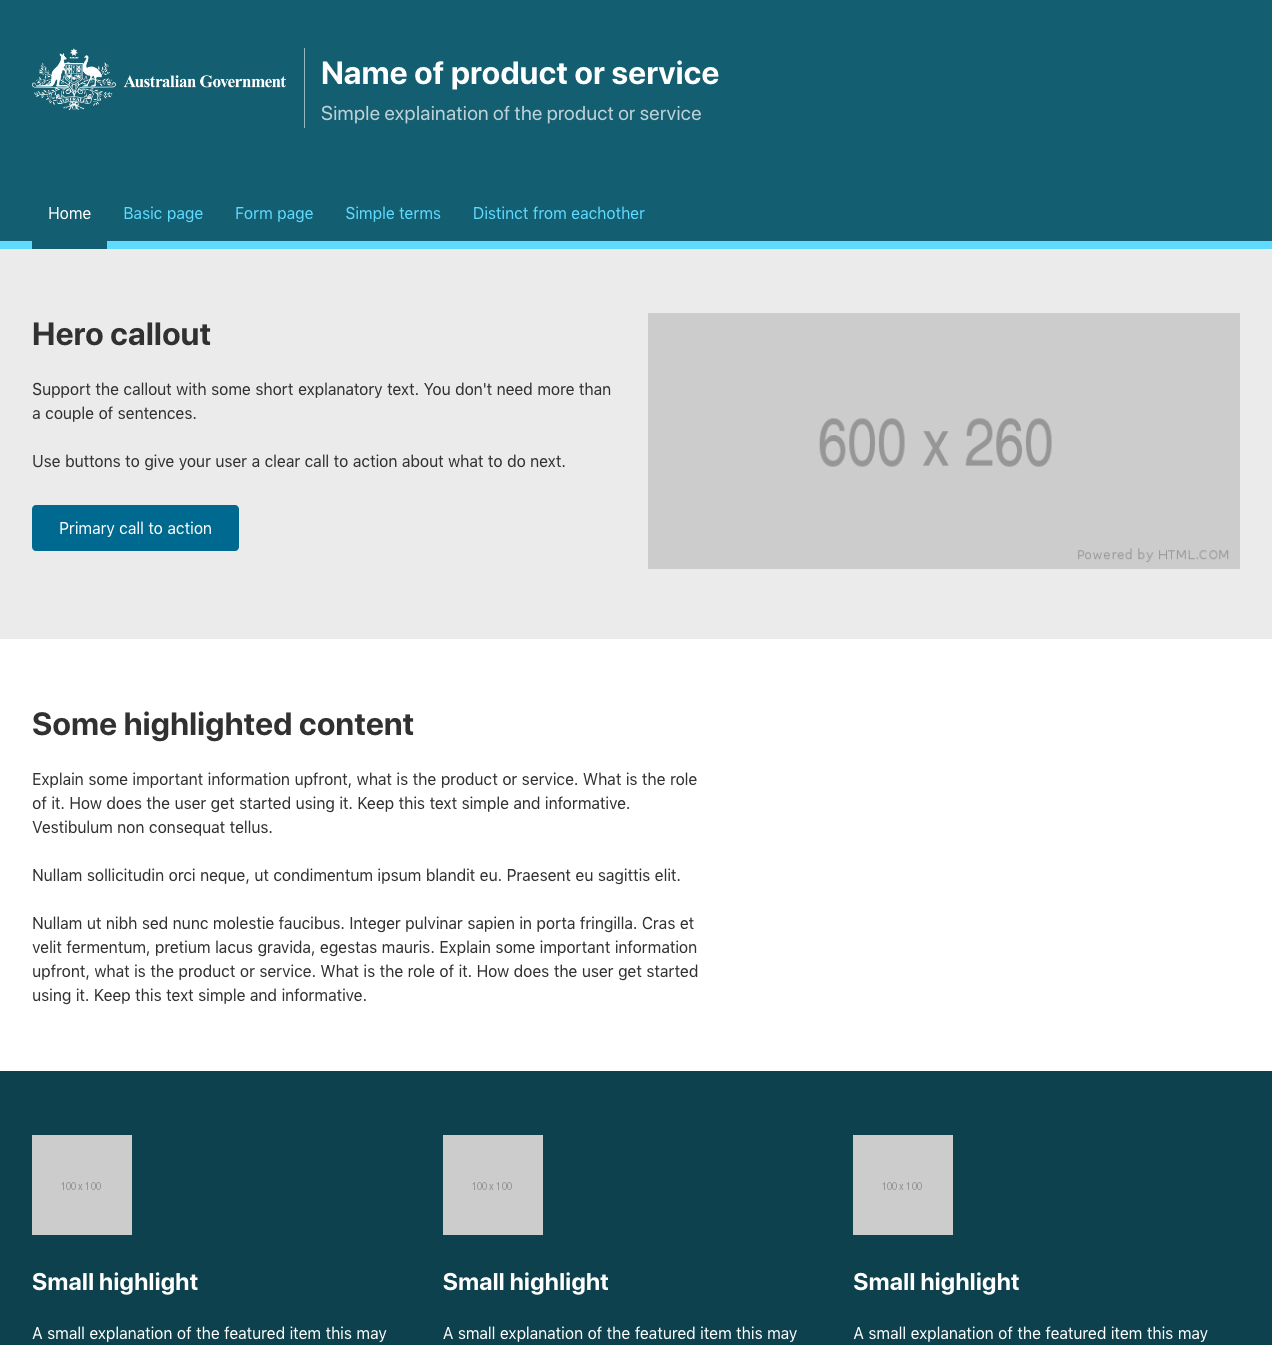 Australian Government
Name of product or service
Simple explaination of the product or service
Home
Basic page
Form page
Simple terms
Distinct from eachother
Hero callout
Support the callout with some short explanatory text. You don't need more than
a couple of sentences.
Use buttons to give your user a clear call to action about what to do next.
Primary call to action
600 x 260
Powered by HTML.COM
Some highlighted content
Explain some important information upfront, what is the product or service. What is the role
of it. How does the user get started using it. Keep this text simple and informative.
Vestibulum non consequat tellus.
Nullam sollicitudin orci neque, ut condimentum ipsum blandit eu. Praesent eu sagittis elit.
Nullam ut nibh sed nunc molestie faucibus. Integer pulvinar sapien in porta fringilla. Cras et
velit fermentum, pretium lacus gravida, egestas mauris. Explain some important information
upfront, what is the product or service. What is the role of it. How does the user get started
using it. Keep this text simple and informative.
100 x 100
Small highlight
A small explanation of the featured item this may
100 x 100
Small highlight
A small explanation of the featured item this may
100 x 100
Small highlight
A small explanation of the featured item this may